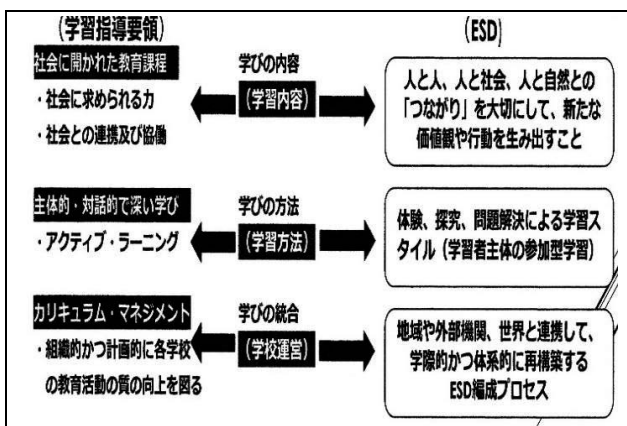 (学習指導要領)
(ESD)
社会に開かれた教育課程
・社会に求められる力
・社会との連携及び協働
学びの内容
(学習内容)
人と人、人と社会、人と自然との
「つながり」を大切にして、新たな
価値観や行動を生み出すこと
主体的・対話的で深い学び
・アクティブ・ラーニング
学びの方法
(学習方法)
体験、探究、問題解決による学習ス
タイル(学習者主体の参加型学習)
カリキュラム・マネジメント
・組織的かつ計画的に各学校
の教育活動の質の向上を図る
学びの統合
(学校運営)
地域や外部機関、世界と連携して、
学際的かつ体系的に再構築する
ESD編成プロセス